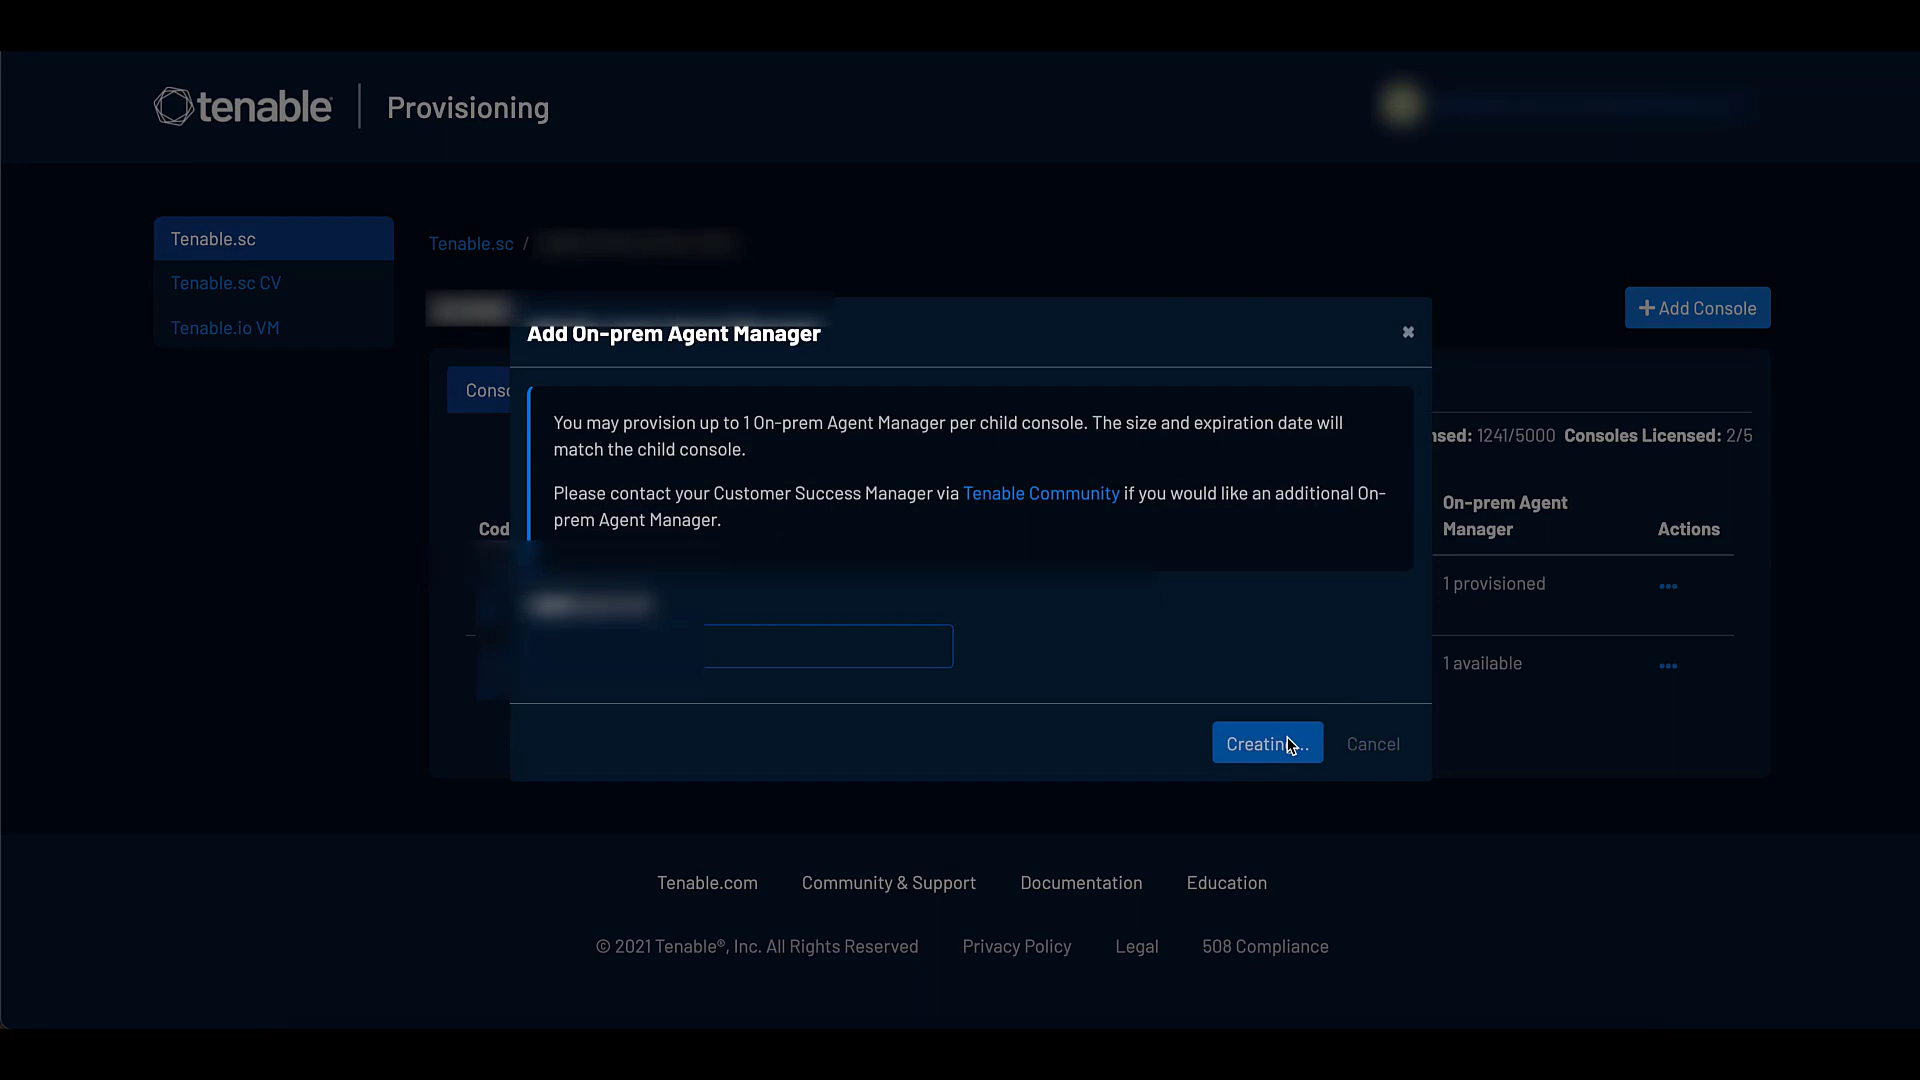 tenable
Provisioning
Tenable.sc
Tenable.sc CV
Tenable.io VM
Tenable.sc /
+ Add Console
Add On-prem Agent Manager
×
You may provision up to 1 On-prem Agent Manager per child console. The size and expiration date will
match the child console.
Please contact your Customer Success Manager via Tenable Community if you would like an additional On-
prem Agent Manager.
1241/5000 Consoles Licensed: 2/5
On-prem Agent
Manager
Actions
1 provisioned
1 available
Cancel
Tenable.com Community & Support Documentation Education
© 2021 Tenable®, Inc. All Rights Reserved Privacy Policy Legal 508 Compliance